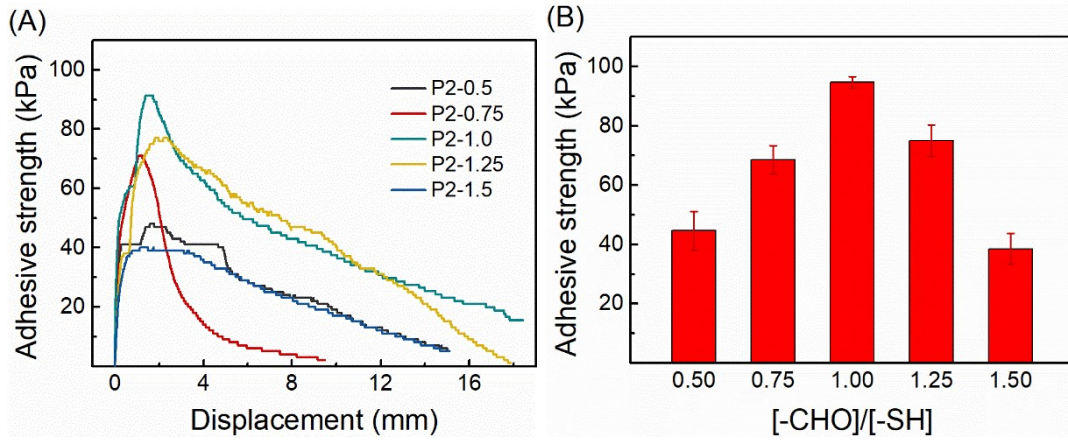 (A)
Adhesive strength (kPa)
100
80
60
40
20
0
4
8
12
16
Displacement (mm)
P2-0.5
P2-0.75
P2-1.0
P2-1.25
P2-1.5
(B)
Adhesive strength (kPa)
100
80
60
40
20
0.50
0.75
1.00
1.25
1.50
[-CHO]/[-SH]